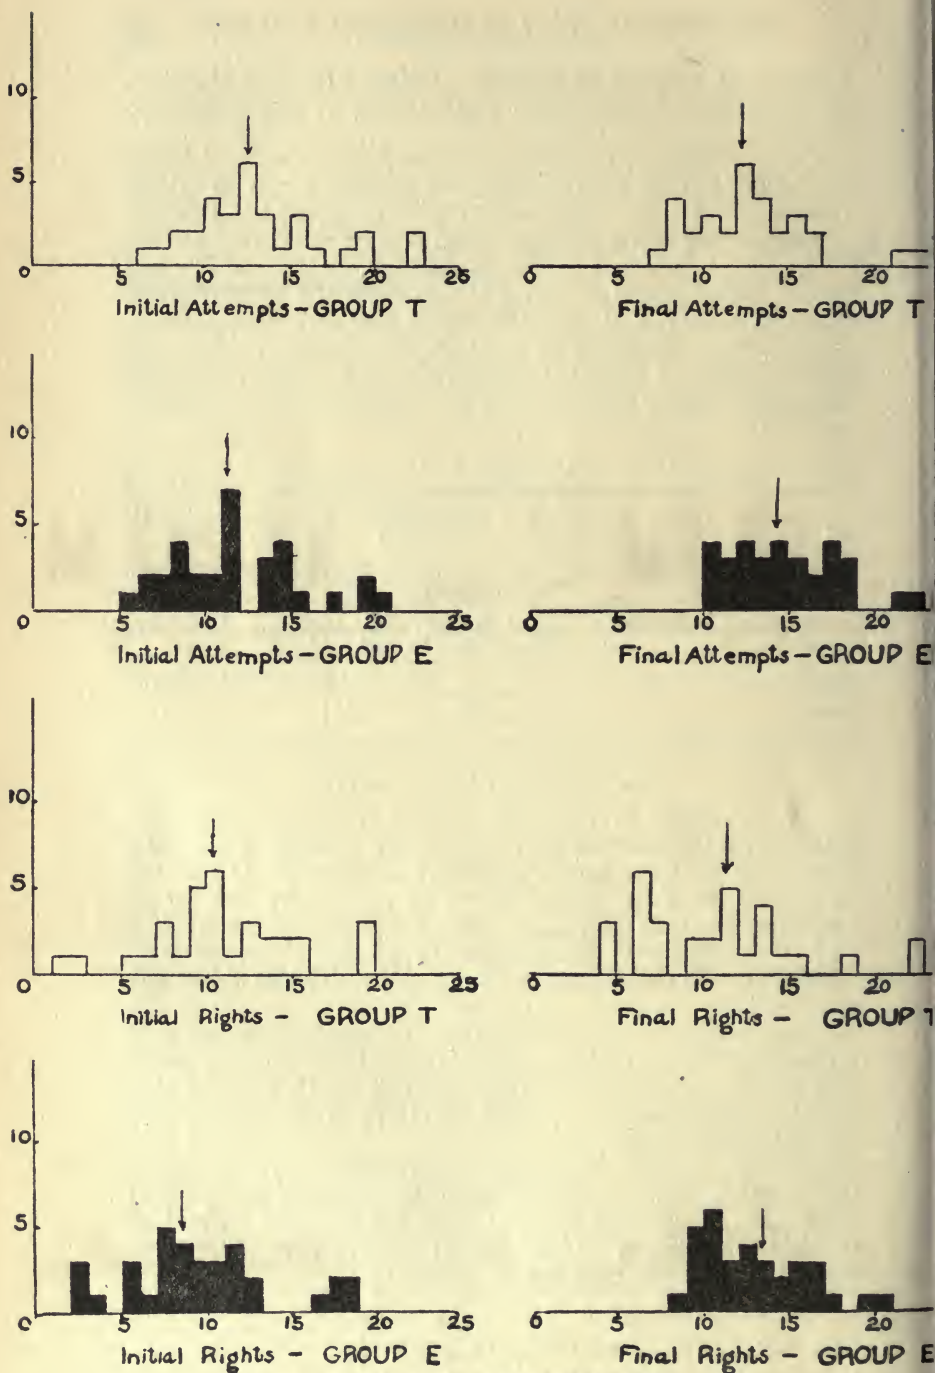 10
5
0 5 10 15 20 25
Initial Attempts - GROUP T
0 5 10 15 20
Final Attempts - GROUP T
10
5
0 5 10 15 20 25
Initial Attempts - GROUP E
0 5 10 15 20
Final Attempts - GROUP E
10
5
0 5 10 15 20 25
Initial Rights - GROUP T
0 5 10 15 20
Final Rights - GROUP T
10
5
0 5 10 15 20 25
Initial Rights - GROUP E
0 5 10 15 20
Final Rights - GROUP E